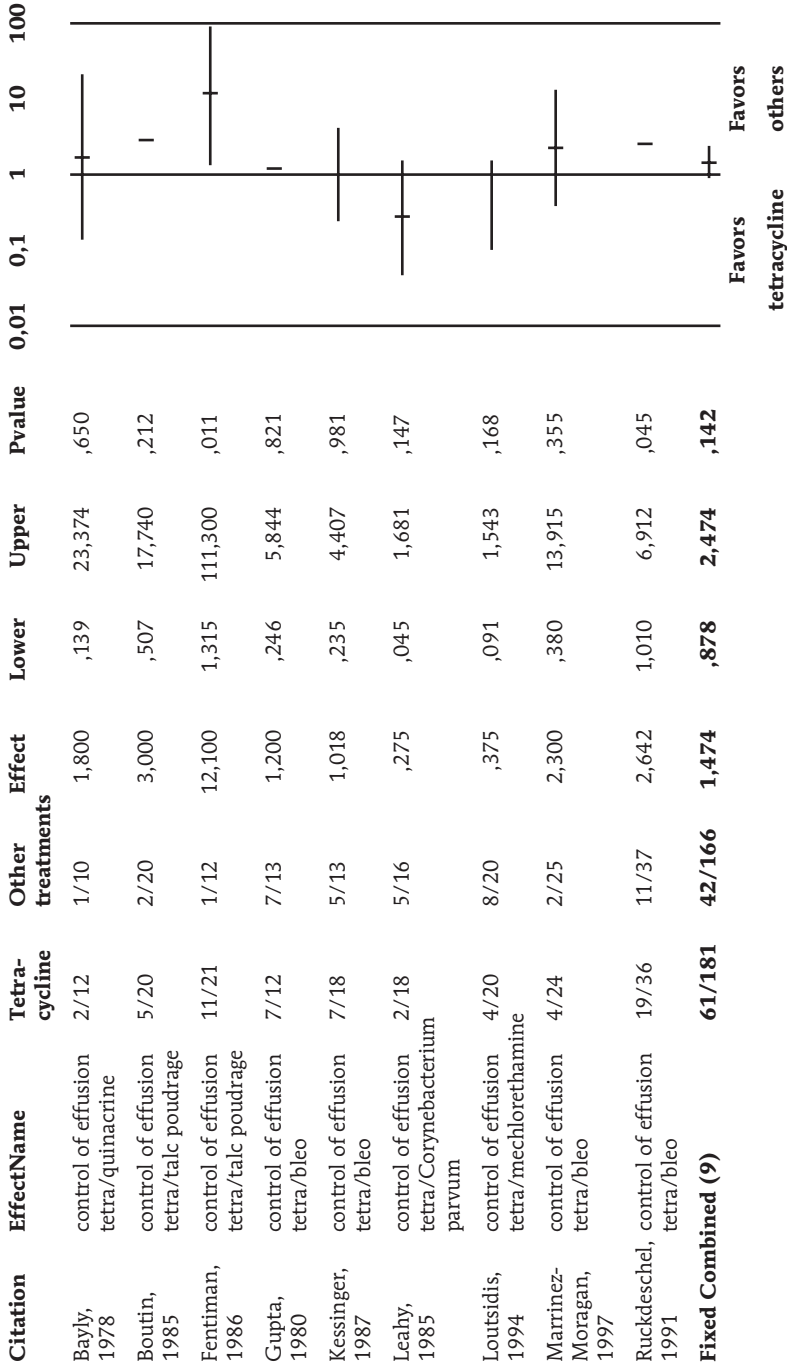 Citation EffectName Tetra- Other Effect Lower Upper Pvalue 0,01 0,1 1 10 100
cycline treatments
Bayly, control of effusion 2/12 1/10 1,800 ,139 23,374 ,650
1978 tetra/quinacrine
Boutin, control of effusion 5/20 2/20 3,000 ,507 17,740 ,212
1985 tetra/talc poudrage
Fentiman, control of effusion 11/21 1/12 12,100 1,315 111,300 ,011
1986 tetra/talc poudrage
Gupta, control of effusion 7/12 7/13 1,200 ,246 5,844 ,821
1980 tetra/bleo
Kessinger, control of effusion 7/18 5/13 1,018 ,235 4,407 ,981
1987 tetra/bleo
Leahy, control of effusion 2/18 5/16 ,275 ,045 1,681 ,147
1985 tetra/Corynebacterium
parvum
Loutsidis, control of effusion 4/20 8/20 ,375 ,091 1,543 ,168
1994 tetra/mechlorethamine
Marrinez- control of effusion 4/24 2/25 2,300 ,380 13,915 ,355
Moragan, tetra/bleo
1997
Ruckdeschel, control of effusion 19/36 11/37 2,642 1,010 6,912 ,045
1991 tetra/bleo
Fixed Combined (9) 61/181 42/166 1,474 ,878 2,474 ,142
Favors Favors
tetracycline others